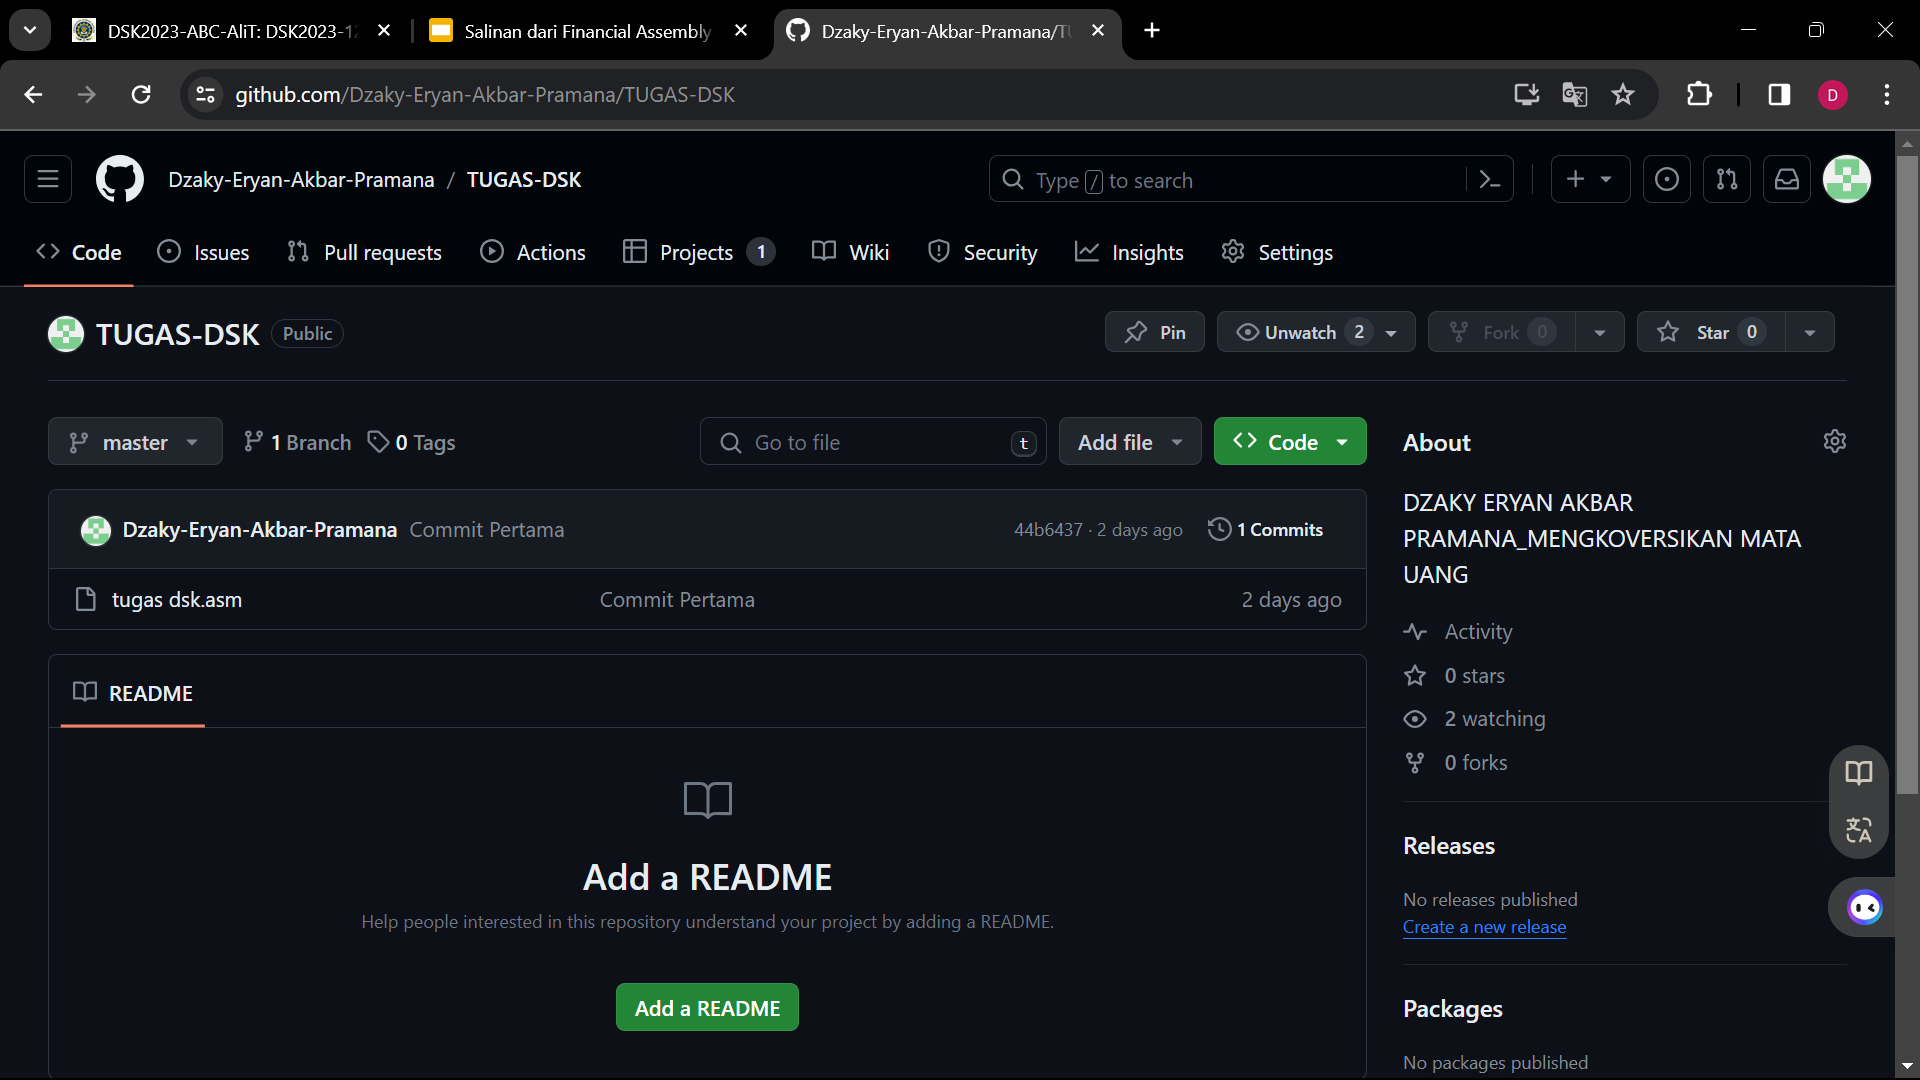 DSK2023-ABC-AliT: DSK2023-12
Salinan dari Financial Assembly
Dzaky-Eryan-Akbar-Pramana/TU
github.com/Dzaky-Eryan-Akbar-Pramana/TUGAS-DSK
D
Dzaky-Eryan-Akbar-Pramana / TUGAS-DSK
Type / to search
Code
Issues
Pull requests
Actions
Projects 1
Wiki
Security
Insights
Settings
TUGAS-DSK Public
Pin
Unwatch 2
Fork 0
Star 0
master
1 Branch
0 Tags
Go to file t
Add file
Code
Dzaky-Eryan-Akbar-Pramana Commit Pertama
44b6437 · 2 days ago
1 Commits
tugas dsk.asm
Commit Pertama
2 days ago
README
Add a README
Help people interested in this repository understand your project by adding a README.
Add a README
About
DZAKY ERYAN AKBAR
PRAMANA_MENGKOVERSIKAN MATA
UANG
Activity
0 stars
2 watching
0 forks
Releases
No releases published
Create a new release
Packages
No packages published